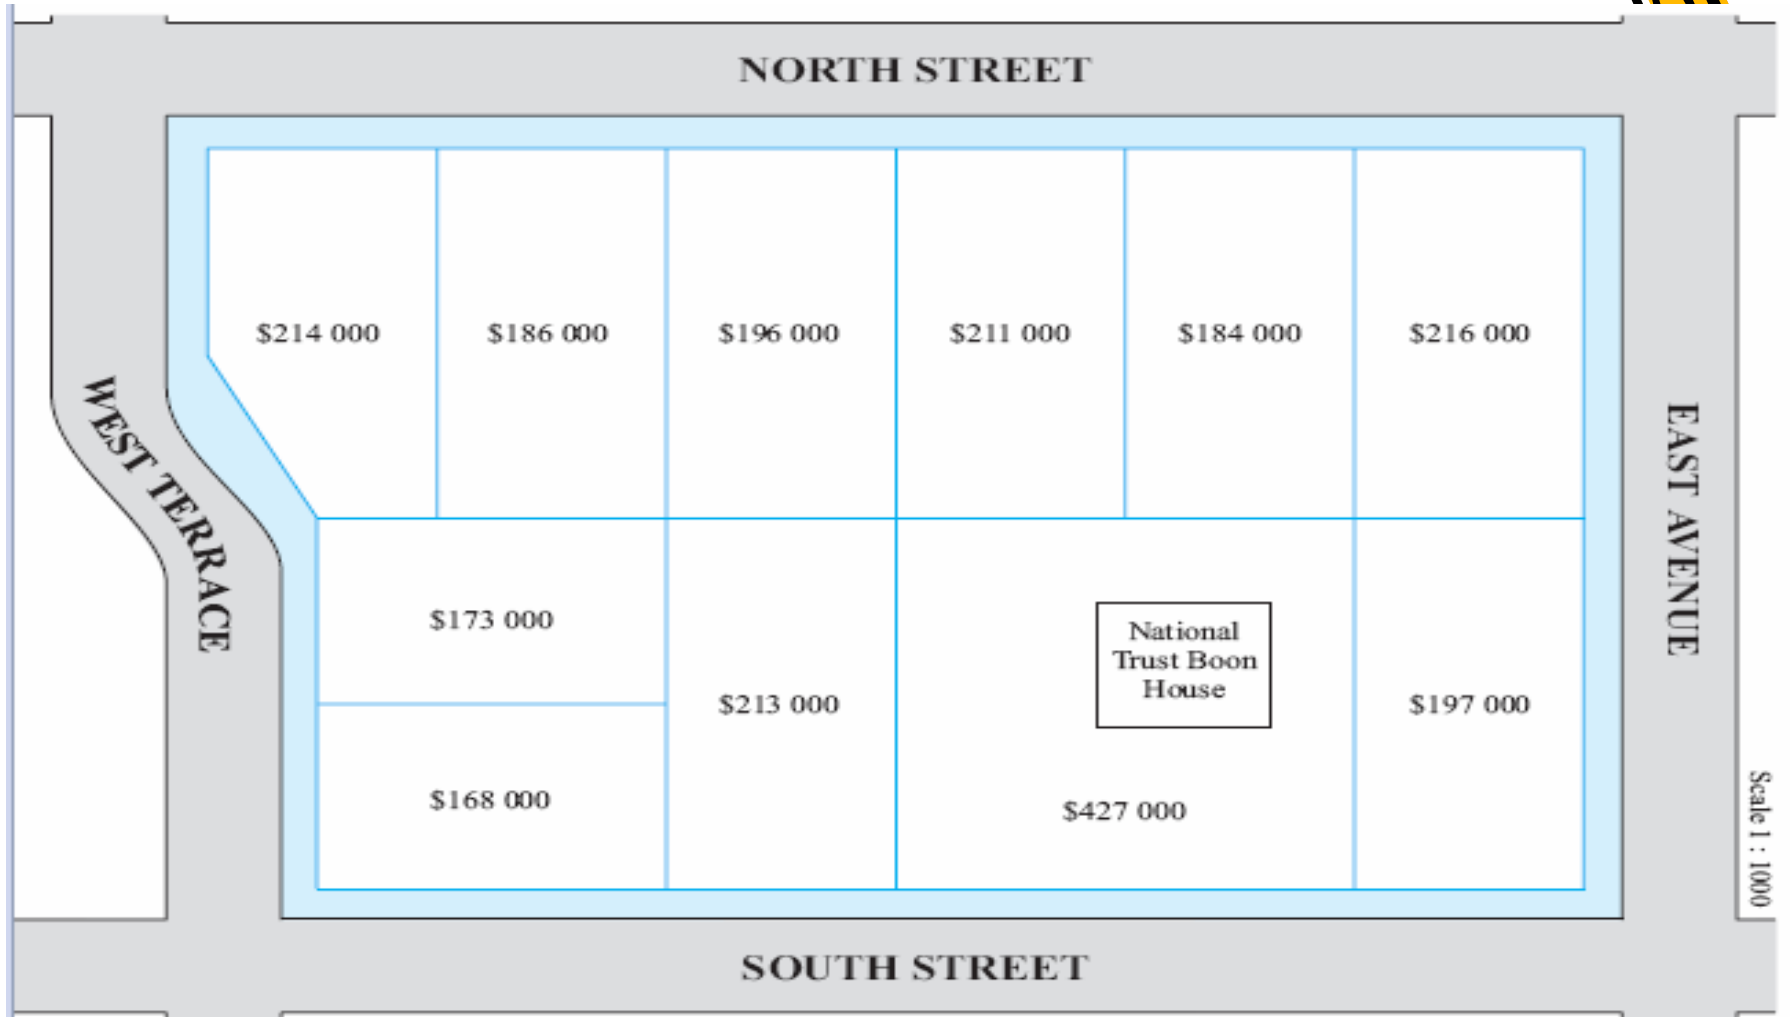 NORTH STREET
$214 000
$186 000
$196 000
$211 000
$184 000
$216 000
WEST TERRACE
EAST AVENUE
$173 000
National
Trust Boon
House
$213 000
$197 000
$168 000
$427 000
Scale 1 : 1000
SOUTH STREET